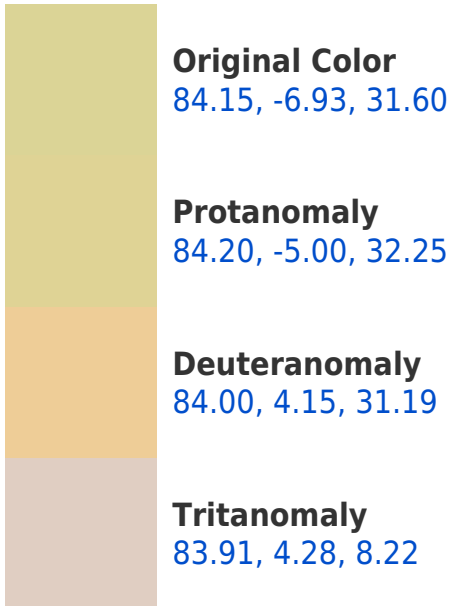 Original Color
84.15, -6.93, 31.60
Protanomaly
84.20, -5.00, 32.25
Deuteranomaly
84.00, 4.15, 31.19
Tritanomaly
83.91, 4.28, 8.22